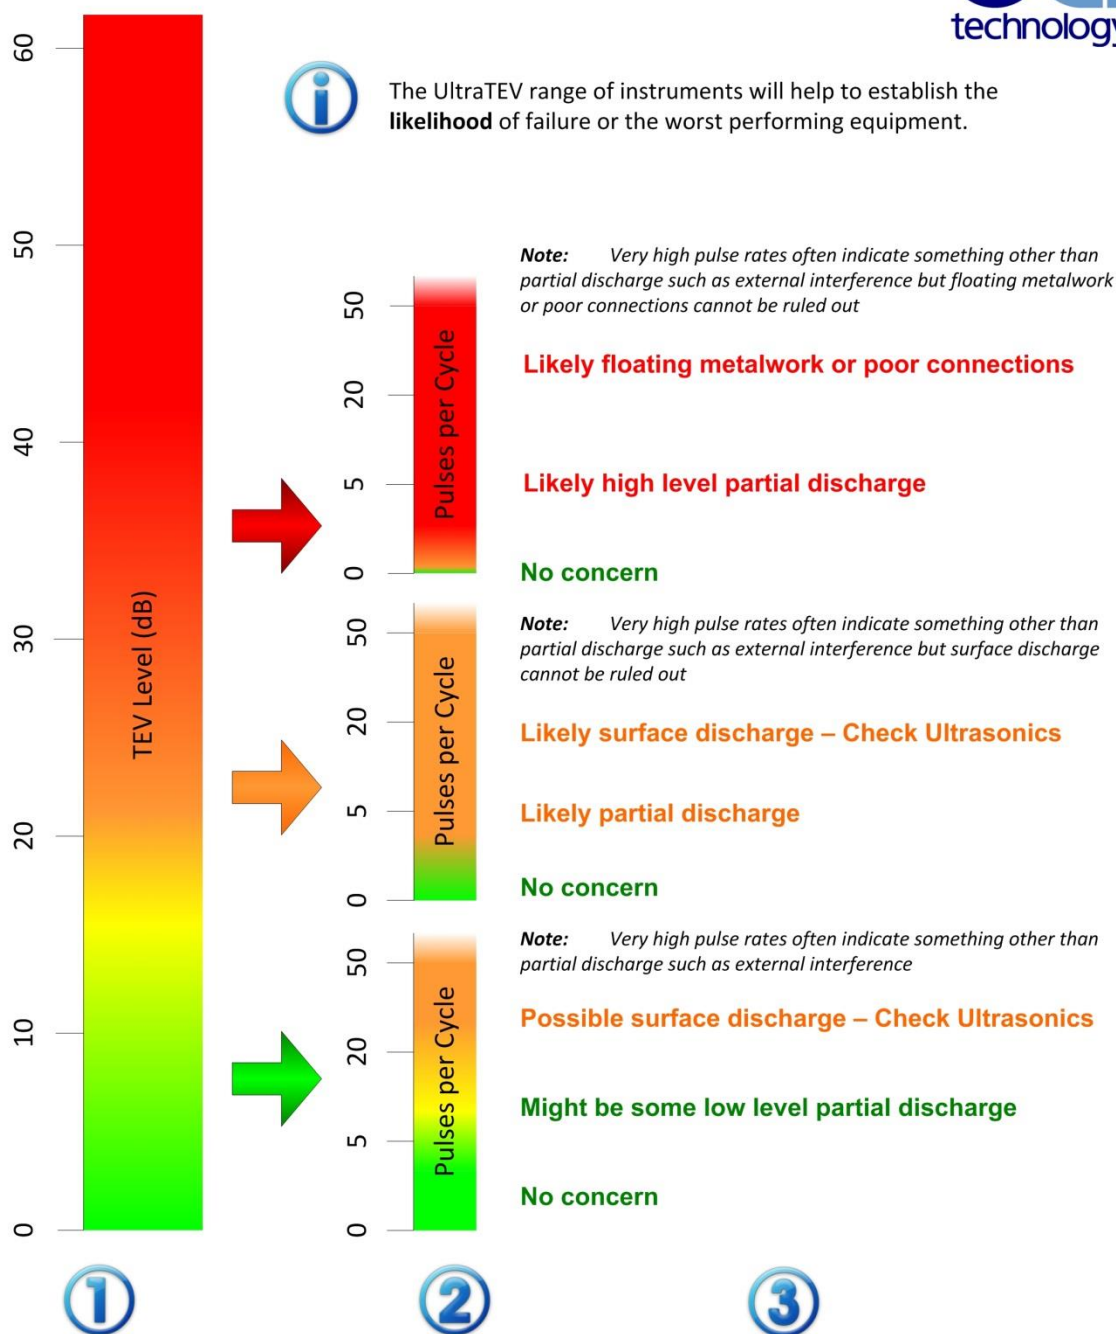 technology
The UltraTEV range of instruments will help to establish the
likelihood of failure or the worst performing equipment.
60
50
40
30
20
10
0
TEV Level (dB)
50
20
5
0
Pulses per Cycle
Note: Very high pulse rates often indicate something other than
partial discharge such as external interference but floating metalwork
or poor connections cannot be ruled out
Likely floating metalwork or poor connections
Likely high level partial discharge
No concern
50
20
5
0
Pulses per Cycle
Note: Very high pulse rates often indicate something other than
partial discharge such as external interference but surface discharge
cannot be ruled out
Likely surface discharge – Check Ultrasonics
Likely partial discharge
No concern
50
20
5
0
Pulses per Cycle
Note: Very high pulse rates often indicate something other than
partial discharge such as external interference
Possible surface discharge – Check Ultrasonics
Might be some low level partial discharge
No concern
1
2
3